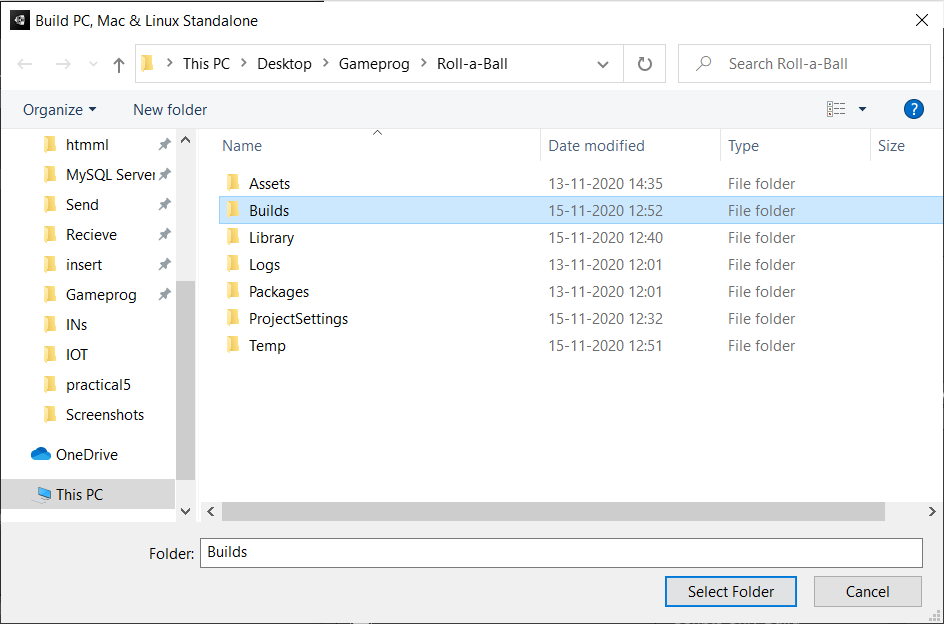 Build PC, Mac & Linux Standalone
This PC > Desktop > Gameprog > Roll-a-Ball
Search Roll-a-Ball
Organize
New folder
?
Name Date modified Type Size
htmml
MySQL Server
Send
Recieve
insert
Gameprog
INs
IOT
practical5
Screenshots
OneDrive
This PC
Assets 13-11-2020 14:35 File folder
Builds 15-11-2020 12:52 File folder
Library 15-11-2020 12:40 File folder
Logs 13-11-2020 12:01 File folder
Packages 13-11-2020 12:01 File folder
ProjectSettings 15-11-2020 12:32 File folder
Temp 15-11-2020 12:51 File folder
Folder: Builds
Select Folder
Cancel